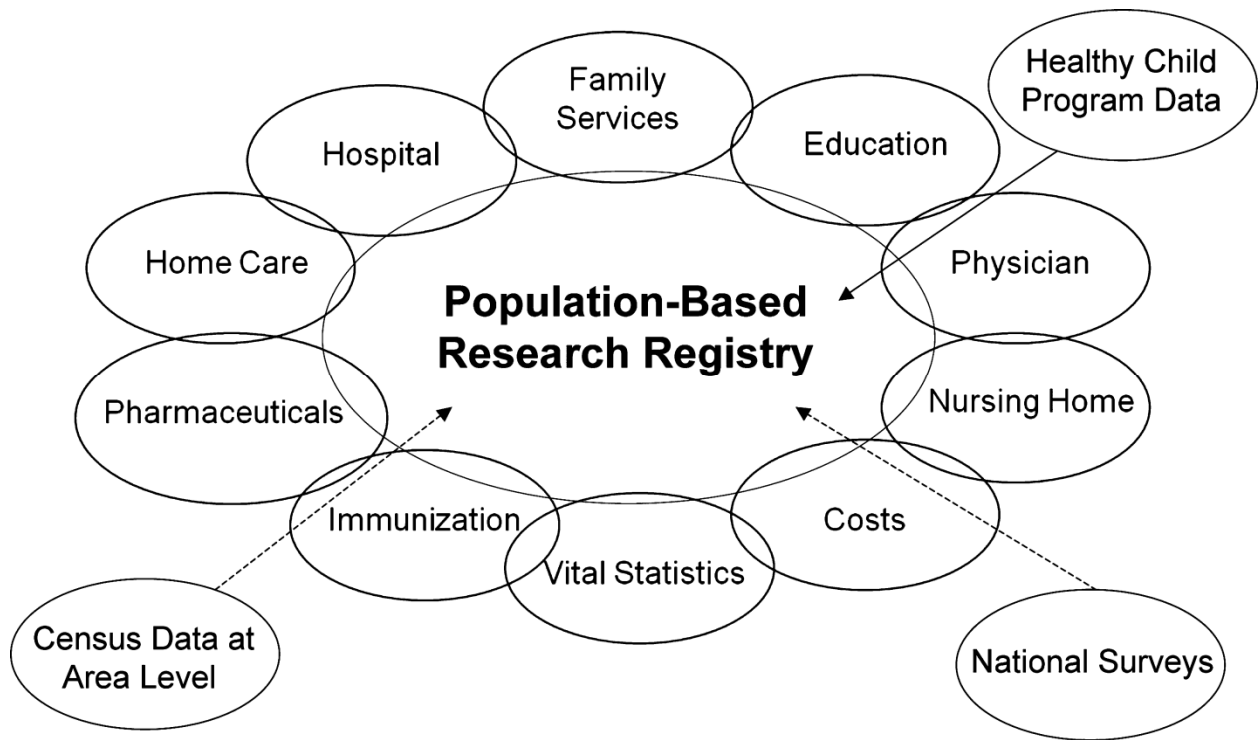 Family
Services
Healthy Child
Program Data
Hospital
Education
Home Care
Physician
Population-Based
Research Registry
Pharmaceuticals
Nursing Home
Immunization
Costs
Vital Statistics
Census Data at
Area Level
National Surveys